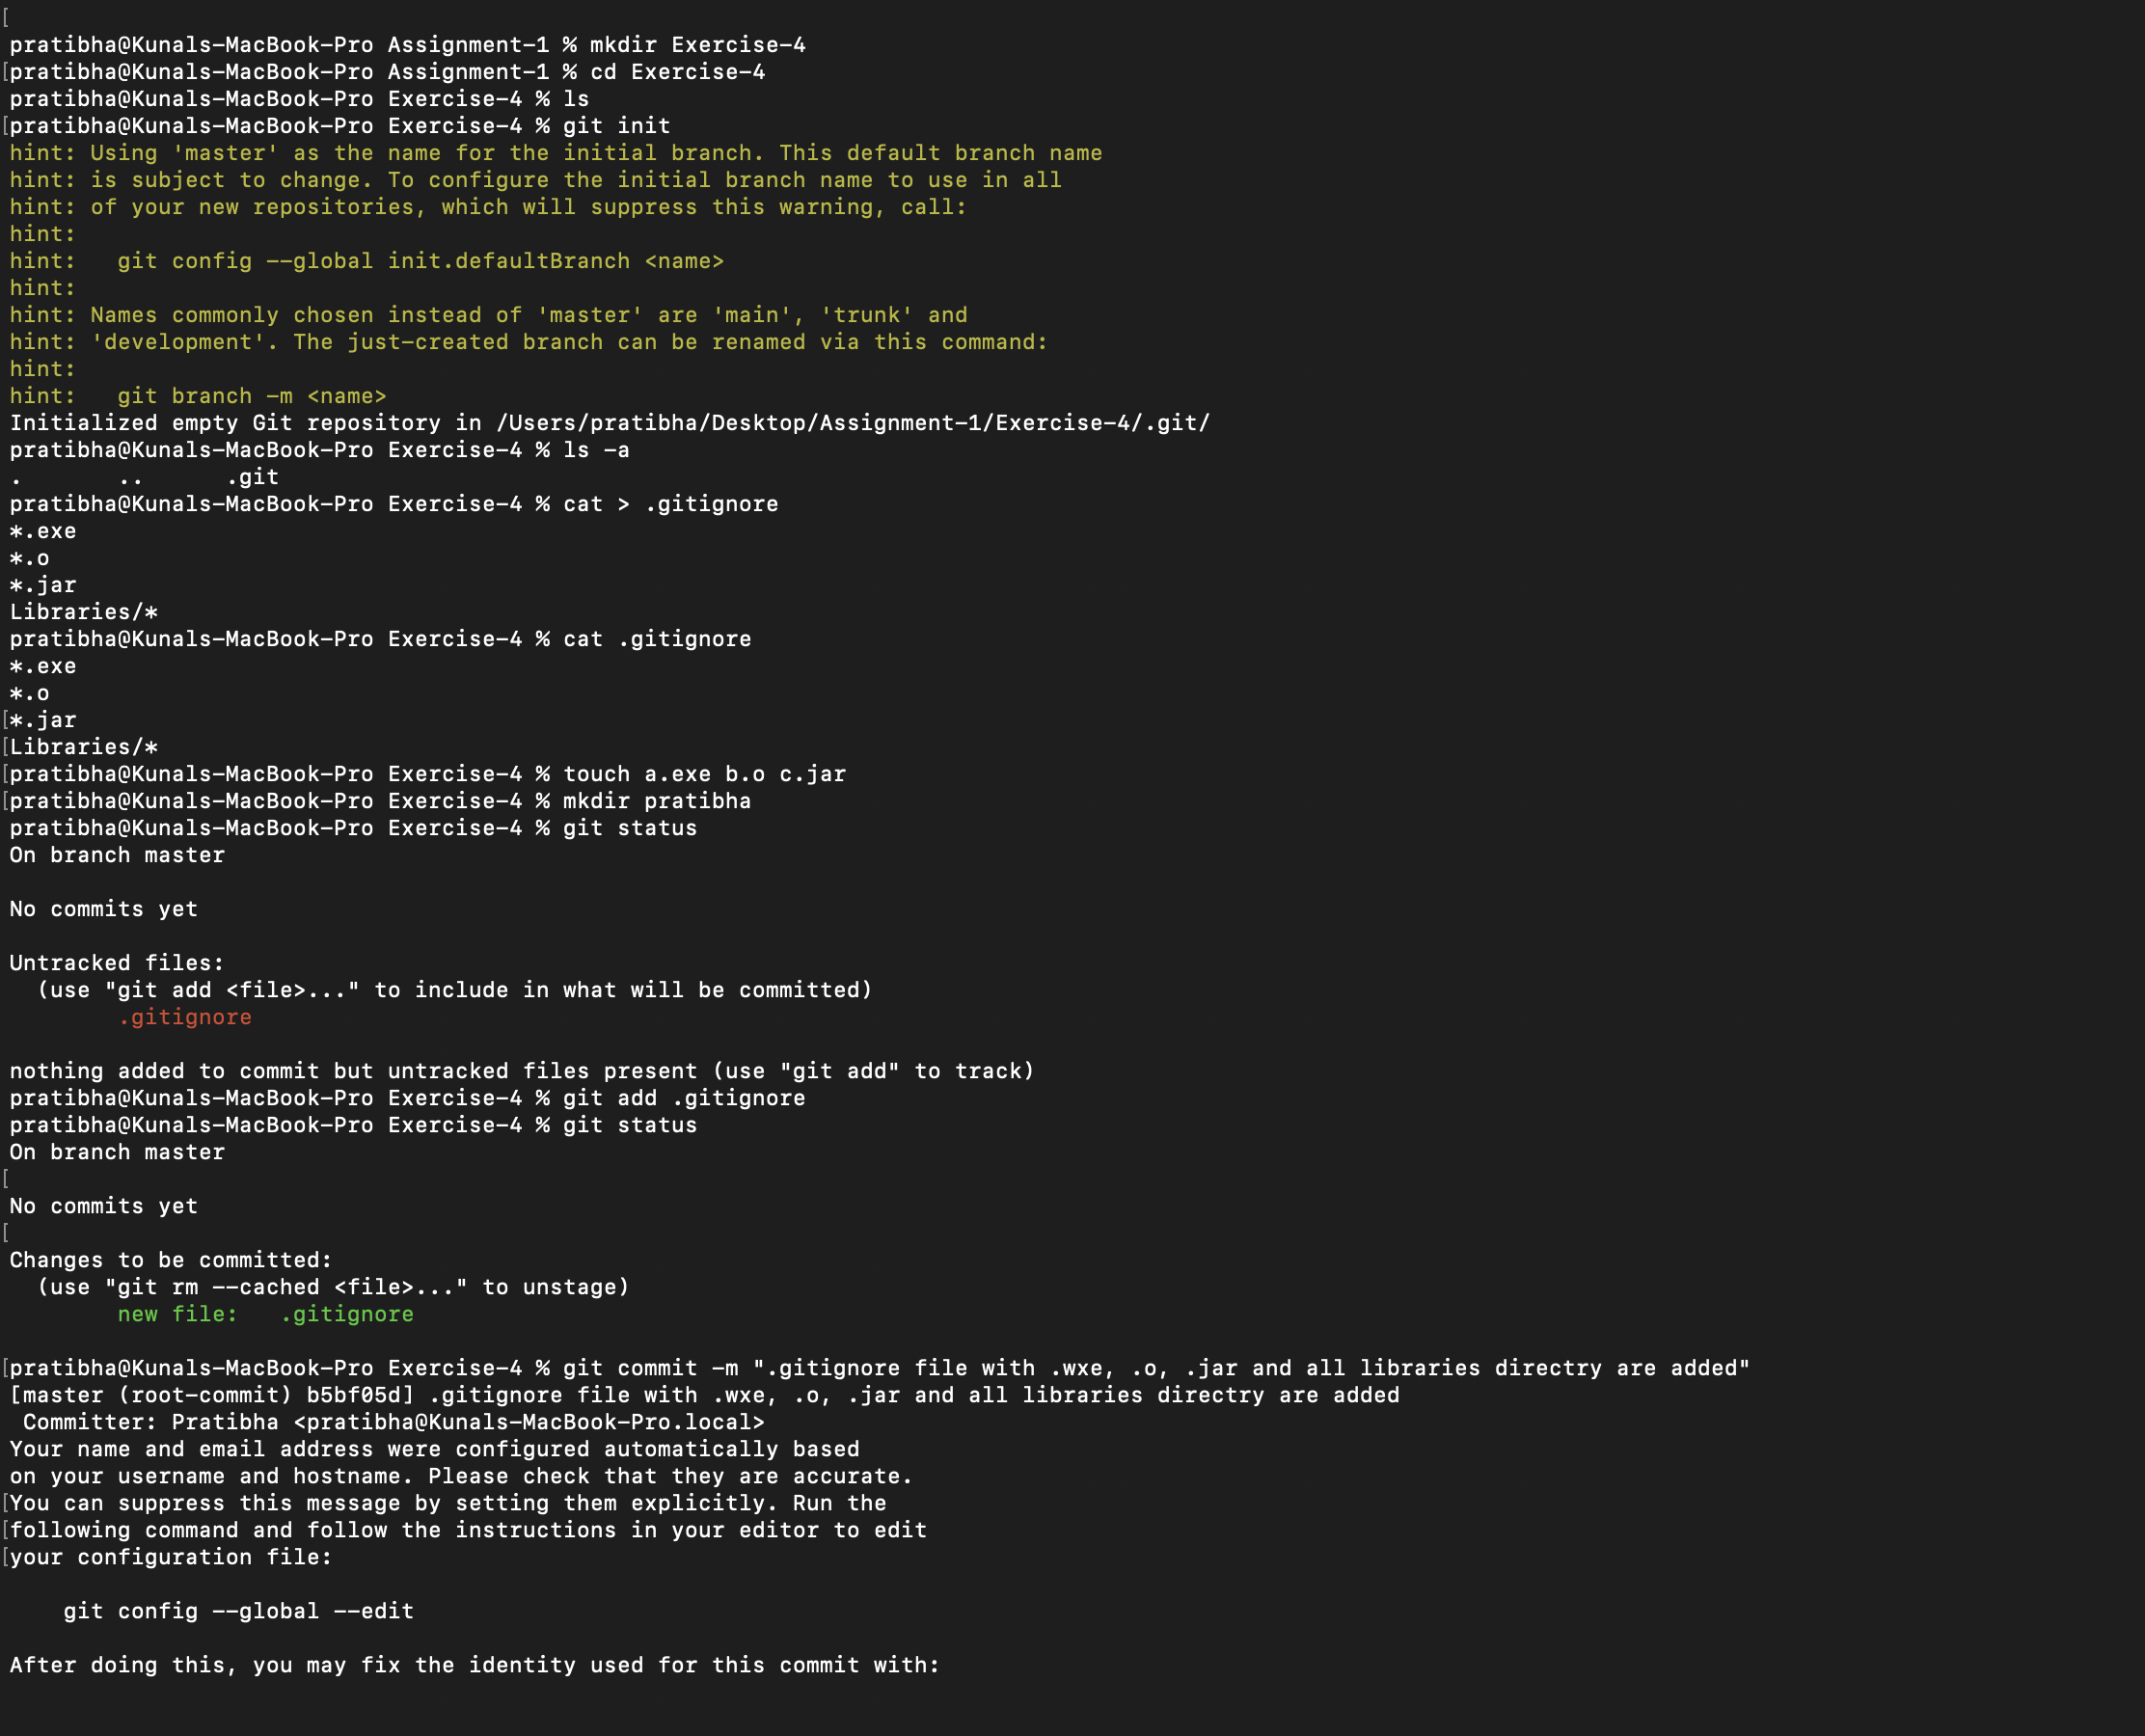 [
pratibha@Kunals-MacBook-Pro Assignment-1 % mkdir Exercise-4
[pratibha@Kunals-MacBook-Pro Assignment-1 % cd Exercise-4
pratibha@Kunals-MacBook-Pro Exercise-4 % ls
[pratibha@Kunals-MacBook-Pro Exercise-4 % git init
hint: Using 'master' as the name for the initial branch. This default branch name
hint: is subject to change. To configure the initial branch name to use in all
hint: of your new repositories, which will suppress this warning, call:
hint:
hint:   git config --global init.defaultBranch <name>
hint:
hint: Names commonly chosen instead of 'master' are 'main', 'trunk' and
hint: 'development'. The just-created branch can be renamed via this command:
hint:
hint:   git branch -m <name>
Initialized empty Git repository in /Users/pratibha/Desktop/Assignment-1/Exercise-4/.git/
pratibha@Kunals-MacBook-Pro Exercise-4 % ls -a
.       ..      .git
pratibha@Kunals-MacBook-Pro Exercise-4 % cat > .gitignore
*.exe
*.o
*.jar
Libraries/*
pratibha@Kunals-MacBook-Pro Exercise-4 % cat .gitignore
*.exe
*.o
[*.jar
[Libraries/*
[pratibha@Kunals-MacBook-Pro Exercise-4 % touch a.exe b.o c.jar
[pratibha@Kunals-MacBook-Pro Exercise-4 % mkdir pratibha
pratibha@Kunals-MacBook-Pro Exercise-4 % git status
On branch master

No commits yet

Untracked files:
  (use "git add <file>..." to include in what will be committed)
        .gitignore

nothing added to commit but untracked files present (use "git add" to track)
pratibha@Kunals-MacBook-Pro Exercise-4 % git add .gitignore
pratibha@Kunals-MacBook-Pro Exercise-4 % git status
On branch master
[
No commits yet
[
Changes to be committed:
  (use "git rm --cached <file>..." to unstage)
        new file:   .gitignore

[pratibha@Kunals-MacBook-Pro Exercise-4 % git commit -m ".gitignore file with .wxe, .o, .jar and all libraries directry are added"
[master (root-commit) b5bf05d] .gitignore file with .wxe, .o, .jar and all libraries directry are added
 Committer: Pratibha <pratibha@Kunals-MacBook-Pro.local>
Your name and email address were configured automatically based
on your username and hostname. Please check that they are accurate.
[You can suppress this message by setting them explicitly. Run the
[following command and follow the instructions in your editor to edit
[your configuration file:

    git config --global --edit

After doing this, you may fix the identity used for this commit with: